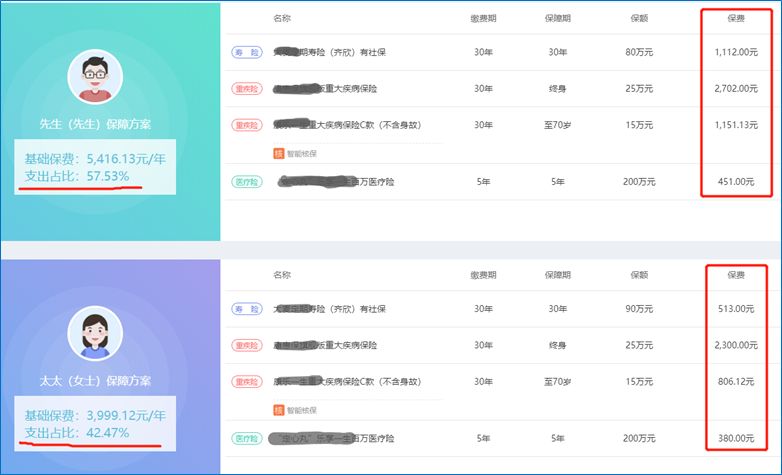 先生（先生）保障方案
基础保费：5,416.13元/年
支出占比：57.53%
名称 缴费期 保障期 保额 保费
寿 险 期寿险（齐欣）有社保 30年 30年 80万元 1,112.00元
重疾险 版重大疾病保险 30年 终身 25万元 2,702.00元
重疾险 重大疾病保险C款（不含身故） 30年 至70岁 15万元 1,151.13元
核 智能核保
医疗险 百万医疗险 5年 5年 200万元 451.00元
太太（女士）保障方案
基础保费：3,999.12元/年
支出占比：42.47%
名称 缴费期 保障期 保额 保费
寿 险 期寿险（齐欣）有社保 30年 30年 90万元 513.00元
重疾险 版重大疾病保险 30年 终身 25万元 2,300.00元
重疾险 重大疾病保险C款（不含身故） 30年 至70岁 15万元 806.12元
核 智能核保
医疗险 百万医疗险 5年 5年 200万元 380.00元